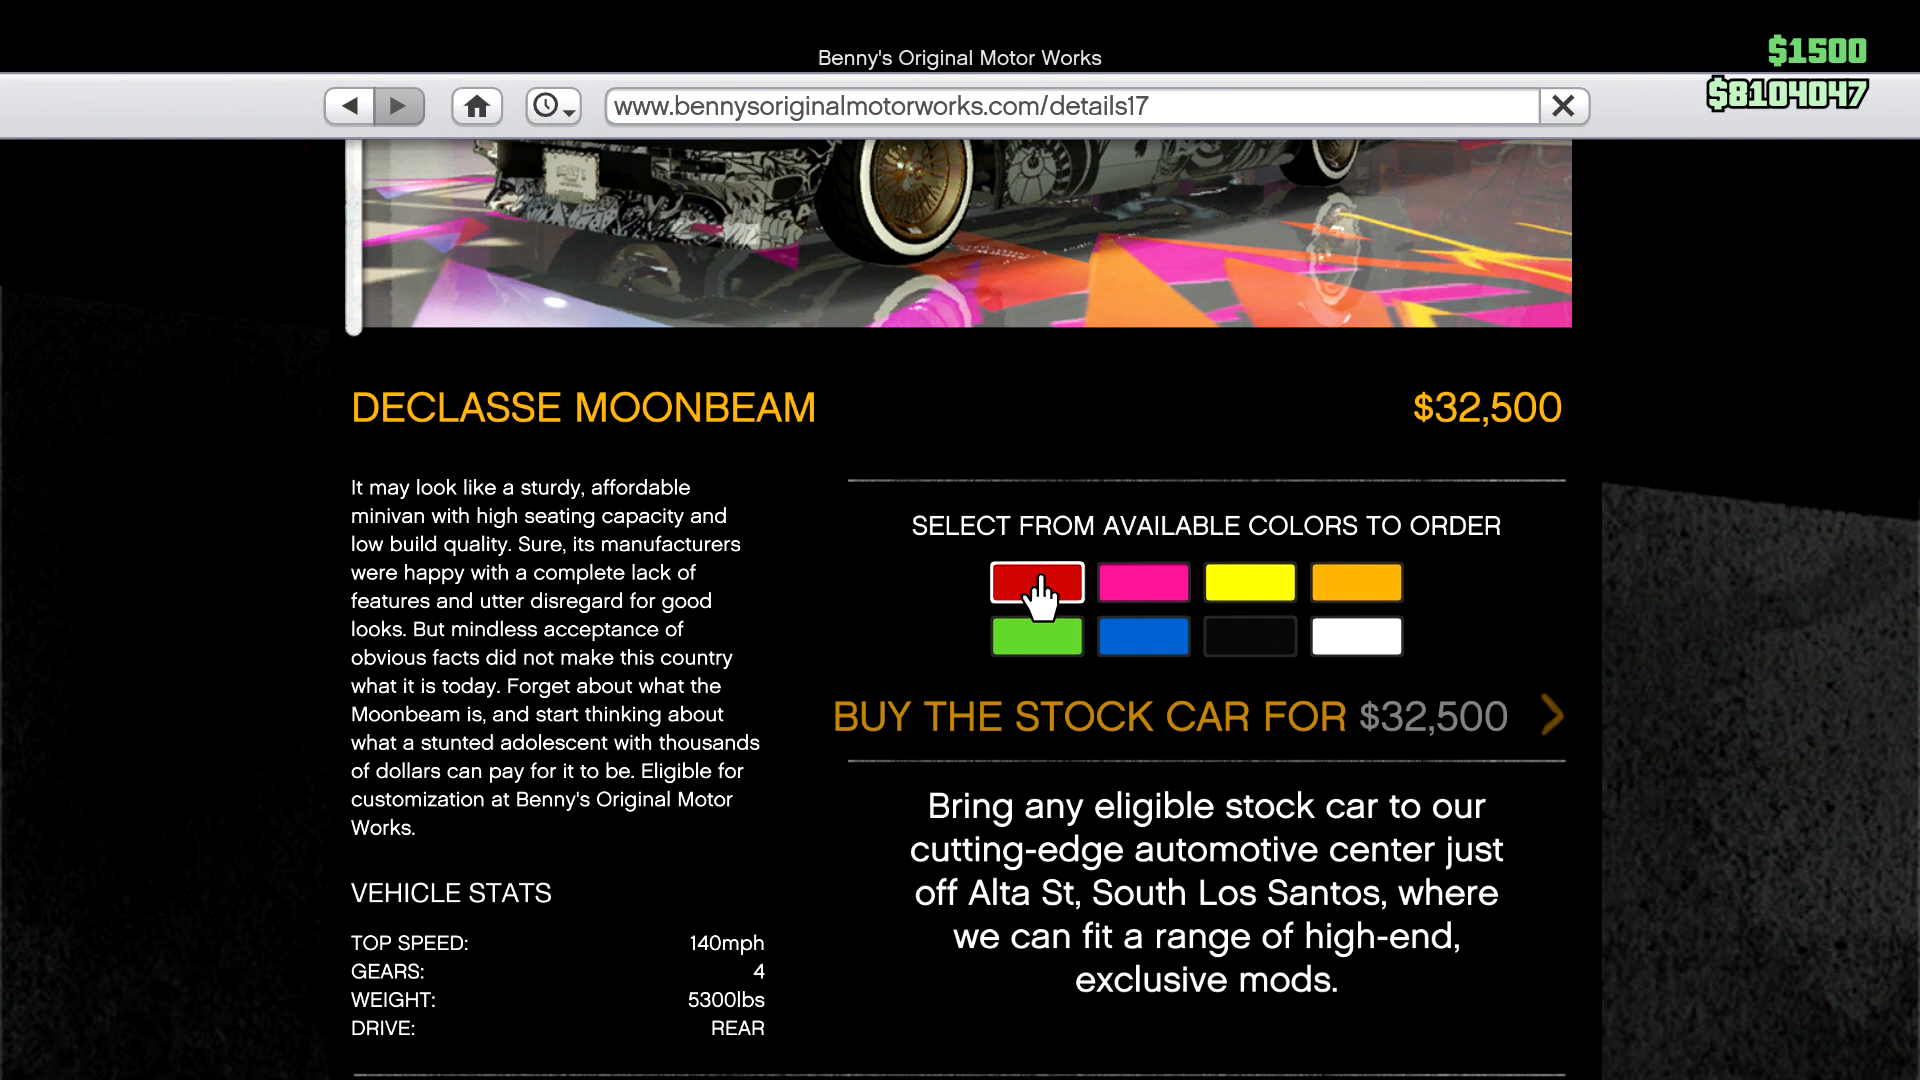 Benny's Original Motor Works
$1500
$8104047
www.bennysoriginalmotorworks.com/details17
DECLASSE MOONBEAM
$32,500
It may look like a sturdy, affordable
minivan with high seating capacity and
low build quality. Sure, its manufacturers
were happy with a complete lack of
features and utter disregard for good
looks. But mindless acceptance of
obvious facts did not make this country
what it is today. Forget about what the
Moonbeam is, and start thinking about
what a stunted adolescent with thousands
of dollars can pay for it to be. Eligible for
customization at Benny's Original Motor
Works.
VEHICLE STATS
TOP SPEED: 140mph
GEARS: 4
WEIGHT: 5300lbs
DRIVE: REAR
SELECT FROM AVAILABLE COLORS TO ORDER
BUY THE STOCK CAR FOR $32,500
Bring any eligible stock car to our
cutting-edge automotive center just
off Alta St, South Los Santos, where
we can fit a range of high-end,
exclusive mods.